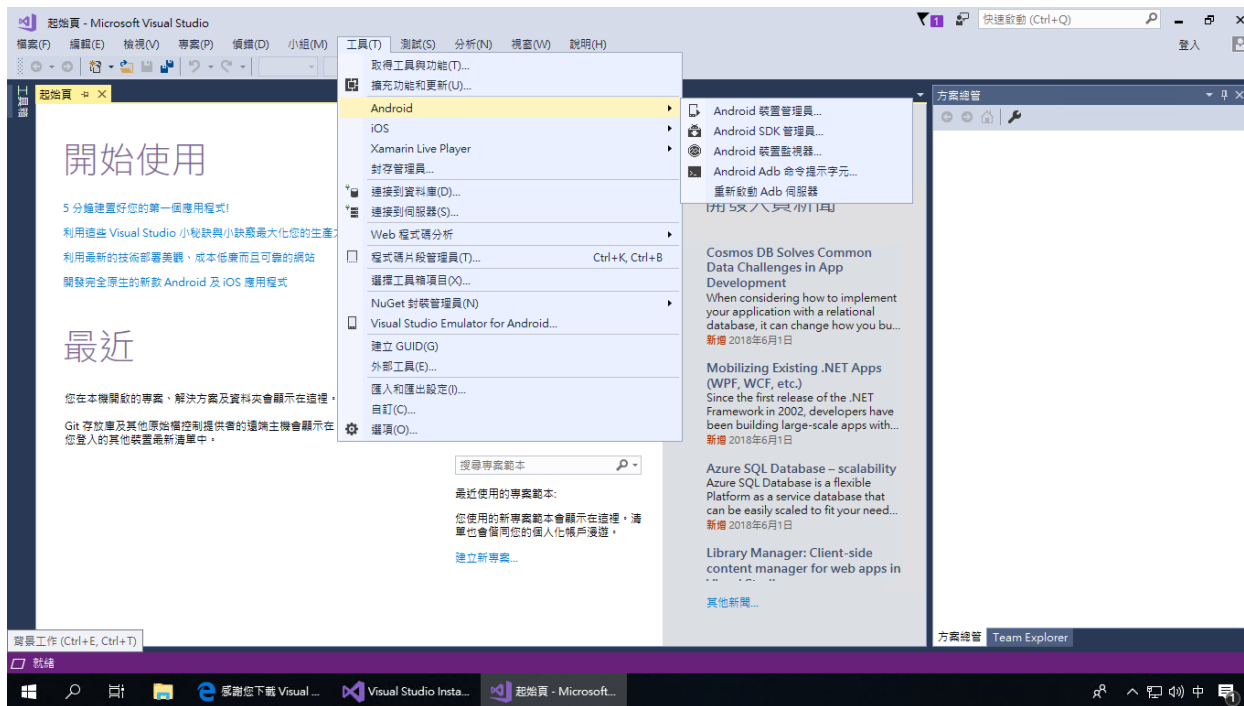 起始頁 - Microsoft Visual Studio
1
快速啟動 (Ctrl+Q)
檔案(F) 編輯(E) 檢視(V) 專案(P) 偵錯(D) 小組(M) 工具(T) 測試(S) 分析(N) 視窗(W) 說明(H)
登入
工具箱
起始頁
取得工具與功能(T)...
擴充功能和更新(U)...
Android
iOS
Xamarin Live Player
封存管理員...
連接到資料庫(D)...
連接到伺服器(S)...
Web 程式碼分析
程式碼片段管理員(T)... Ctrl+K, Ctrl+B
選擇工具箱項目(X)...
NuGet 封裝管理員(N)
Visual Studio Emulator for Android...
建立 GUID(G)
外部工具(E)...
匯入和匯出設定(I)...
自訂(C)...
選項(O)...
Android 裝置管理員...
Android SDK 管理員...
Android 裝置監視器...
Android Adb 命令提示字元...
重新啟動 Adb 伺服器
開始使用
5 分鐘建置好您的第一個應用程式!
利用這些 Visual Studio 小秘訣與小訣竅最大化您的生產
利用最新的技術部署美觀、成本低廉而且可靠的網站
開發完全原生的新款 Android 及 iOS 應用程式
最近
您在本機開啟的專案、解決方案及資料夾會顯示在這裡。
Git 存放庫及其他原始檔控制提供者的遠端主機會顯示在
您登入的其他裝置最新清單中。
搜尋專案範本
最近使用的專案範本:
您使用的新專案範本會顯示在這裡。清
單也會偕同您的個人化帳戶漫遊。
建立新專案...
開發人員新聞
Cosmos DB Solves Common
Data Challenges in App
Development
When considering how to implement
your application with a relational
database, it can change how you bu...
新增 2018年6月1日
Mobilizing Existing .NET Apps
(WPF, WCF, etc.)
Since the first release of the .NET
Framework in 2002, developers have
been building large-scale apps with...
新增 2018年6月1日
Azure SQL Database – scalability
Azure SQL Database is a flexible
Platform as a service database that
can be easily scaled to fit your need...
新增 2018年6月1日
Library Manager: Client-side
content manager for web apps in
其他新聞...
方案總管
方案總管 Team Explorer
背景工作 (Ctrl+E, Ctrl+T)
就緒
感謝您下載 Visual ...
Visual Studio Insta...
起始頁 - Microsoft...
中
1